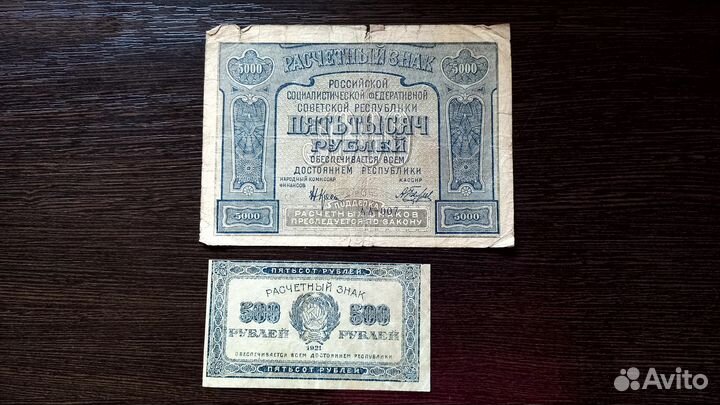 РАСЧЕТНЫЙ ЗНАК
5000 5000
РОССИЙСКОЙ
СОЦИАЛИСТИЧЕСКОЙ ФЕДЕРАТИВНОЙ
СОВЕТСКОЙ РЕСПУБЛИКИ
ПЯТЬ ТЫСЯЧ
РУБЛЕЙ
ОБЕСПЕЧИВАЕТСЯ ВСЕМ
ДОСТОЯНИЕМ РЕСПУБЛИКИ
НАРОДНЫЙ КОМИССАР КАССИР
ФИНАНСОВ
ПОДДЕЛКА
5000 РАСЧЕТНЫХ ЗНАКОВ 5000
ПРЕСЛЕДУЕТСЯ ПО ЗАКОНУ
ПЯТЬСОТ РУБЛЕЙ
РАСЧЕТНЫЙ ЗНАК
500 500
РУБЛЕЙ РУБЛЕЙ
1921
ОБЕСПЕЧИВАЕТСЯ ВСЕМ ДОСТОЯНИЕМ РЕСПУБЛИКИ
ПЯТЬСОТ РУБЛЕЙ
Avito